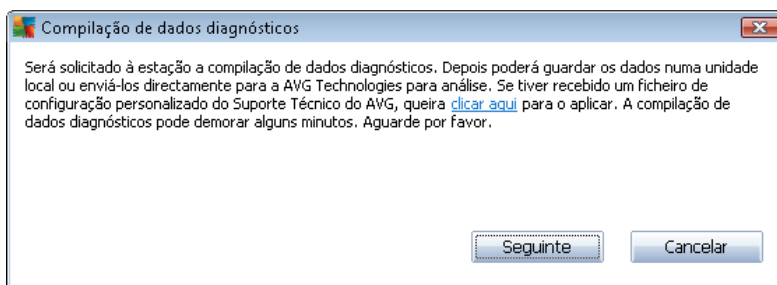 Compilação de dados diagnósticos
Será solicitado à estação a compilação de dados diagnósticos. Depois poderá guardar os dados numa unidade
local ou enviá-los directamente para a AVG Technologies para análise. Se tiver recebido um ficheiro de
configuração personalizado do Suporte Técnico do AVG, queira clicar aqui para o aplicar. A compilação de
dados diagnósticos pode demorar alguns minutos. Aguarde por favor.
Seguinte Cancelar